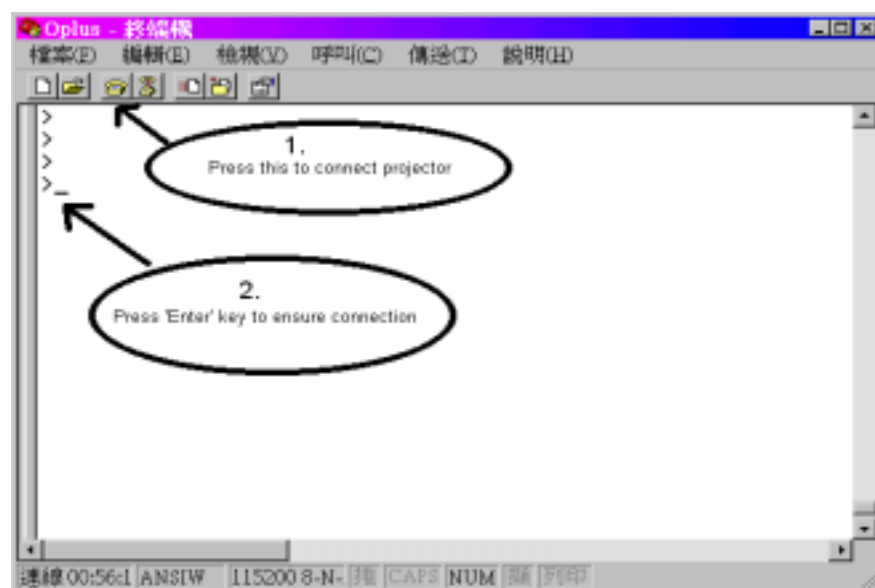 Oplus - 終端機
檔案(F) 編輯(E) 檢視(V) 呼叫(C) 傳送(T) 說明(H)
>
>
>
>_
1.
Press this to connect projector
2.
Press 'Enter' key to ensure connection
連線 00:56:1 ANSIW 115200 8-N- CAPS NUM 列印